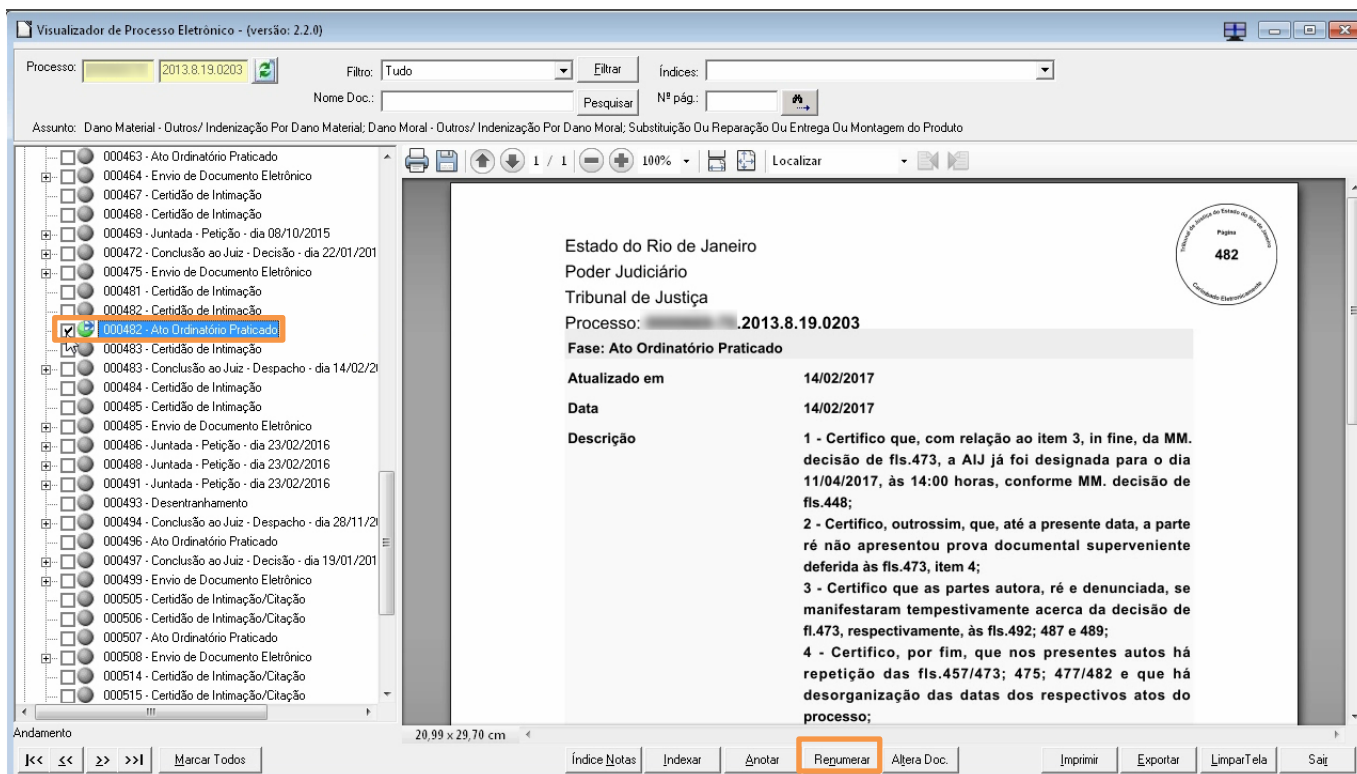 Visualizador de Processo Eletrônico - (versão: 2.2.0)
Processo: 2013.8.19.0203 Filtro: Tudo Filtrar Índices:
Nome Doc.: Pesquisar Nº pág.:
Assunto: Dano Material - Outros/ Indenização Por Dano Material; Dano Moral - Outros/ Indenização Por Dano Moral; Substituição Ou Reparação Ou Entrega Ou Montagem do Produto
1 / 1 100% Localizar
000463 - Ato Ordinatório Praticado
000464 - Envio de Documento Eletrônico
000467 - Certidão de Intimação
000468 - Certidão de Intimação
000469 - Juntada - Petição - dia 08/10/2015
000472 - Conclusão ao Juiz - Decisão - dia 22/01/201
000475 - Envio de Documento Eletrônico
000481 - Certidão de Intimação
000482 - Certidão de Intimação
000482 - Ato Ordinatório Praticado
000483 - Certidão de Intimação
000483 - Conclusão ao Juiz - Despacho - dia 14/02/2
000484 - Certidão de Intimação
000485 - Certidão de Intimação
000485 - Envio de Documento Eletrônico
000486 - Juntada - Petição - dia 23/02/2016
000488 - Juntada - Petição - dia 23/02/2016
000491 - Juntada - Petição - dia 23/02/2016
000493 - Desentranhamento
000494 - Conclusão ao Juiz - Despacho - dia 28/11/2
000496 - Ato Ordinatório Praticado
000497 - Conclusão ao Juiz - Decisão - dia 19/01/201
000499 - Envio de Documento Eletrônico
000505 - Certidão de Intimação/Citação
000506 - Certidão de Intimação/Citação
000507 - Ato Ordinatório Praticado
000508 - Envio de Documento Eletrônico
000514 - Certidão de Intimação/Citação
000515 - Certidão de Intimação/Citação
Tribunal de Justiça do Estado do Rio de Janeiro
Página
482
Carimbado Eletronicamente
Estado do Rio de Janeiro
Poder Judiciário
Tribunal de Justiça
Processo: .2013.8.19.0203
Fase: Ato Ordinatório Praticado
Atualizado em 14/02/2017
Data 14/02/2017
Descrição 1 - Certifico que, com relação ao item 3, in fine, da MM.
decisão de fls.473, a AIJ já foi designada para o dia
11/04/2017, às 14:00 horas, conforme MM. decisão de
fls.448;
2 - Certifico, outrossim, que, até a presente data, a parte
ré não apresentou prova documental superveniente
deferida às fls.473, item 4;
3 - Certifico que as partes autora, ré e denunciada, se
manifestaram tempestivamente acerca da decisão de
fl.473, respectivamente, às fls.492; 487 e 489;
4 - Certifico, por fim, que nos presentes autos há
repetição das fls.457/473; 475; 477/482 e que há
desorganização das datas dos respectivos atos do
processo;
Andamento
20,99 x 29,70 cm
|<< << >> >>| Marcar Todos Índice Notas Indexar Anotar Renumerar Altera Doc. Imprimir Exportar LimparTela Sair